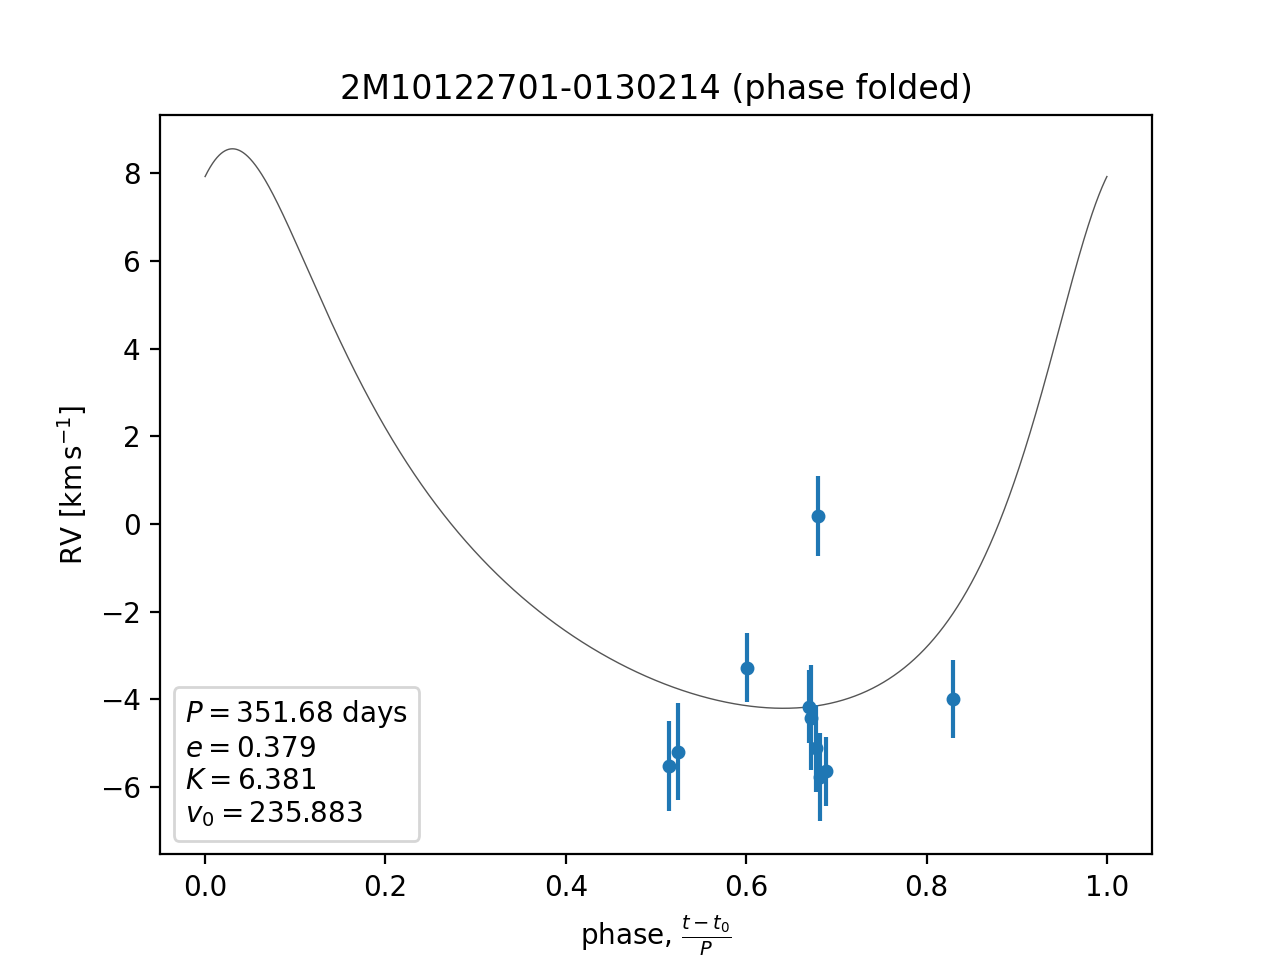 2M10122701-0130214 (phase folded)
8
6
4
2
0
−2
−4
−6
RV [km s⁻¹]
P = 351.68 days
e = 0.379
K = 6.381
v₀ = 235.883
0.0 0.2 0.4 0.6 0.8 1.0
phase, (t − t₀)/P